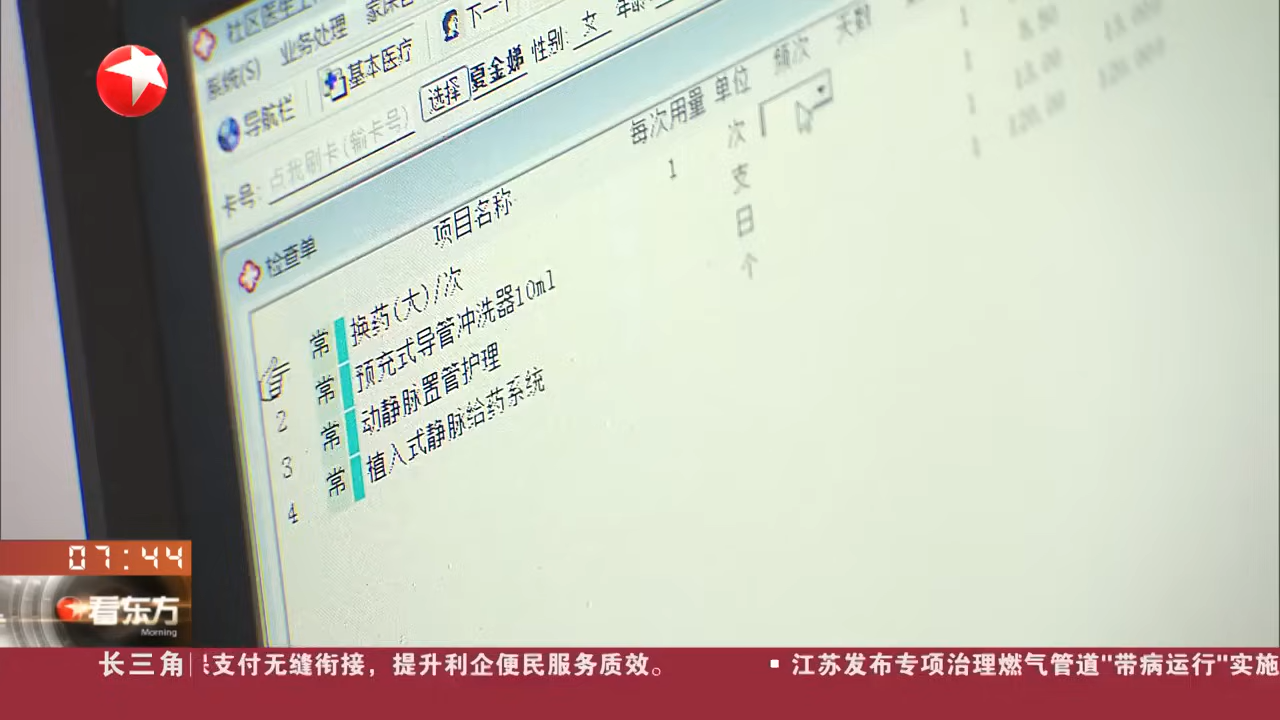 社区医生工
系统(S) 业务处理 家床
导航栏 基本医疗 下一个
卡号: 点我刷卡(输卡号) 选择 夏金娣 性别: 女 年龄
检查单
项目名称 每次用量 单位 频次 天数
常 换药(大)/次 1 次 1
2 常 预充式导管冲洗器10ml 支 1
3 常 动静脉置管护理 日 1
4 常 植入式静脉给药系统 个 1
07:44
看东方
Morning
长三角 支付无缝衔接，提升利企便民服务质效。 ▪ 江苏发布专项治理燃气管道"带病运行"实施